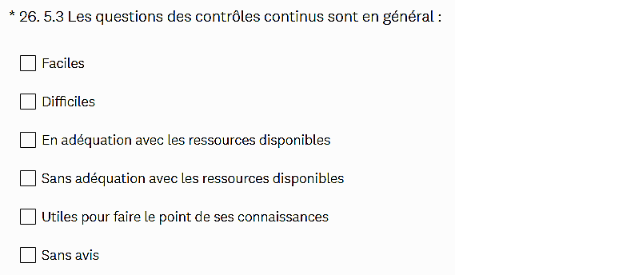 * 26. 5.3 Les questions des contrôles continus sont en général :
Faciles
Difficiles
En adéquation avec les ressources disponibles
Sans adéquation avec les ressources disponibles
Utiles pour faire le point de ses connaissances
Sans avis